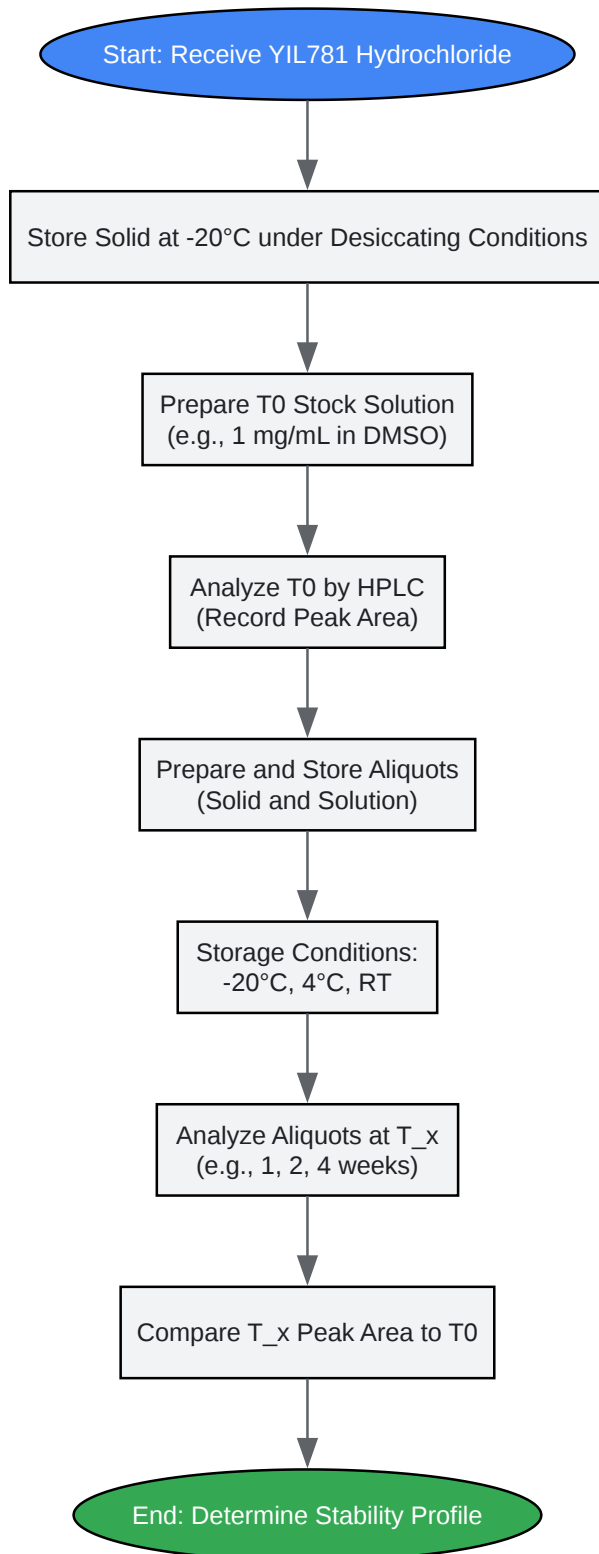 Start: Receive YIL781 Hydrochloride
Store Solid at -20°C under Desiccating Conditions
Prepare T0 Stock Solution
(e.g., 1 mg/mL in DMSO)
Analyze T0 by HPLC
(Record Peak Area)
Prepare and Store Aliquots
(Solid and Solution)
Storage Conditions:
-20°C, 4°C, RT
Analyze Aliquots at T_x
(e.g., 1, 2, 4 weeks)
Compare T_x Peak Area to T0
End: Determine Stability Profile